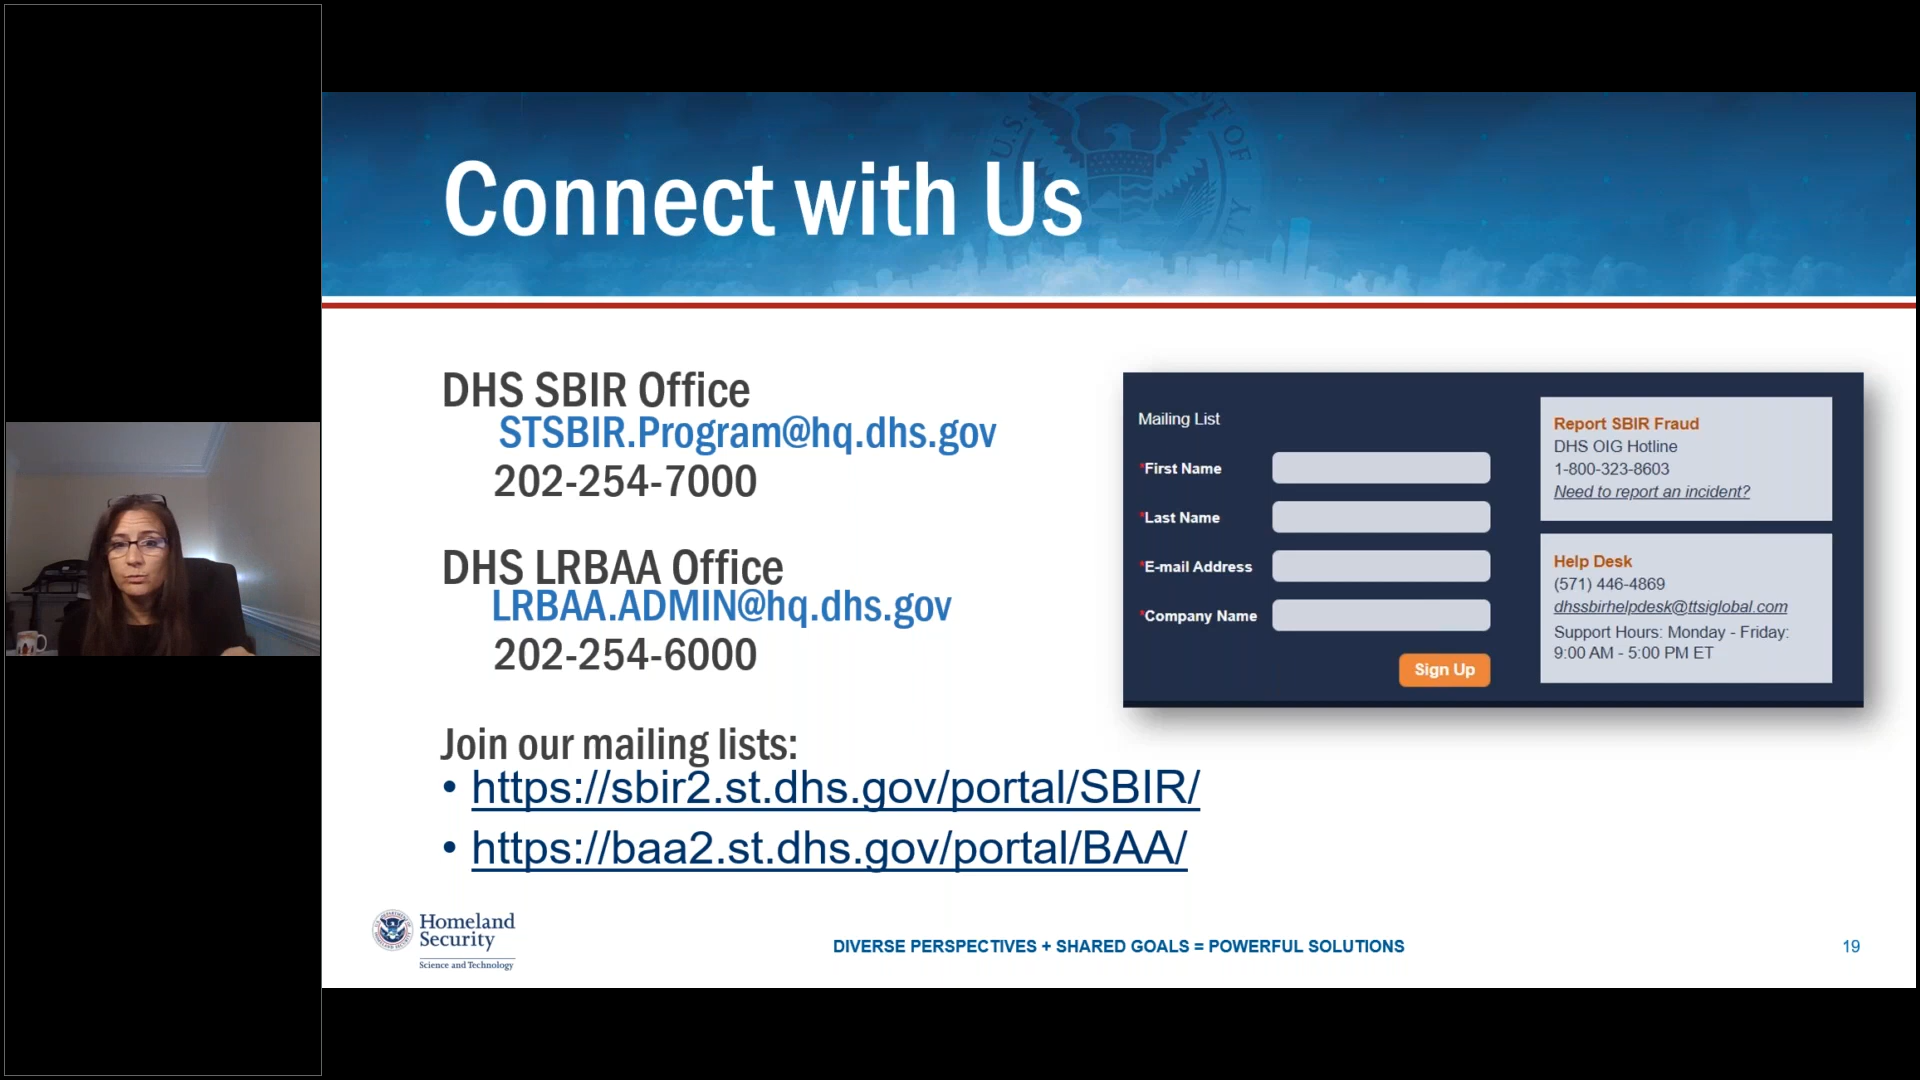 Connect with Us
DHS SBIR Office
STSBIR.Program@hq.dhs.gov
202-254-7000
DHS LRBAA Office
LRBAA.ADMIN@hq.dhs.gov
202-254-6000
Join our mailing lists:
• https://sbir2.st.dhs.gov/portal/SBIR/
• https://baa2.st.dhs.gov/portal/BAA/
Mailing List
*First Name
*Last Name
*E-mail Address
*Company Name
Sign Up
Report SBIR Fraud
DHS OIG Hotline
1-800-323-8603
Need to report an incident?
Help Desk
(571) 446-4869
dhssbirhelpdesk@ttsiglobal.com
Support Hours: Monday - Friday:
9:00 AM - 5:00 PM ET
Homeland
Security
Science and Technology
DIVERSE PERSPECTIVES + SHARED GOALS = POWERFUL SOLUTIONS
19